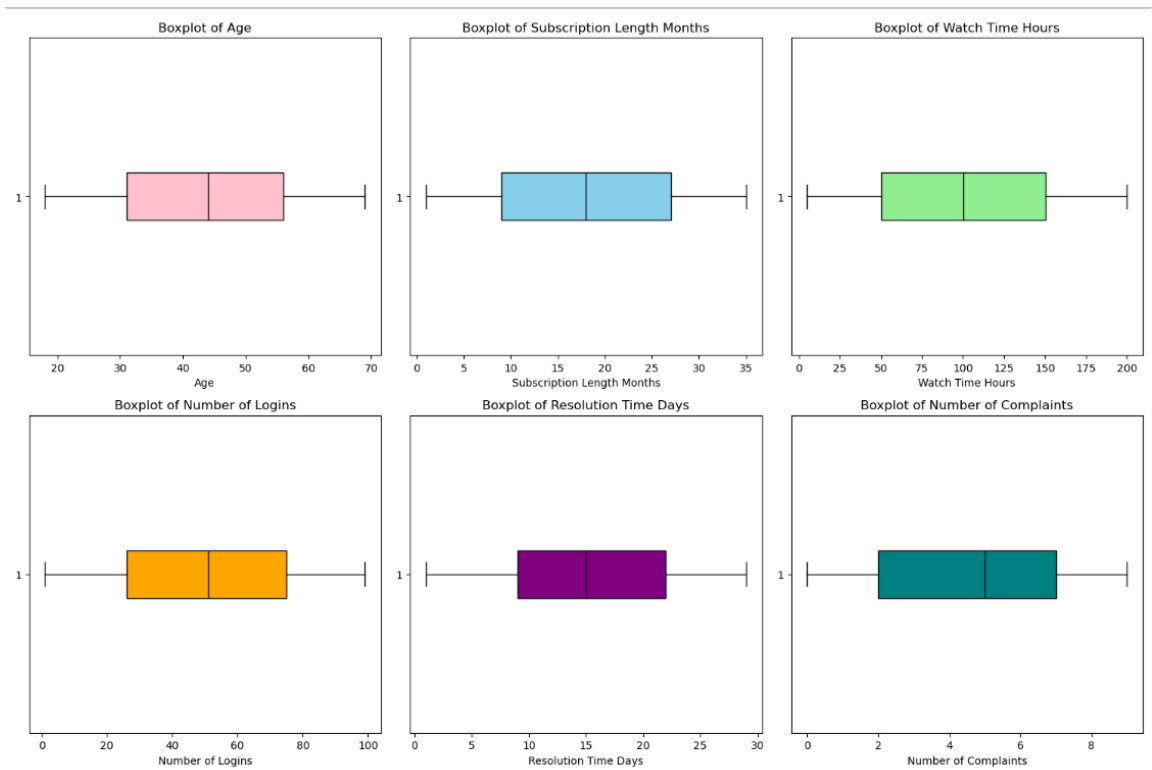 Boxplot of Age
1
20 30 40 50 60 70
Age
Boxplot of Subscription Length Months
1
0 5 10 15 20 25 30 35
Subscription Length Months
Boxplot of Watch Time Hours
1
0 25 50 75 100 125 150 175 200
Watch Time Hours
Boxplot of Number of Logins
1
0 20 40 60 80 100
Number of Logins
Boxplot of Resolution Time Days
1
0 5 10 15 20 25 30
Resolution Time Days
Boxplot of Number of Complaints
1
0 2 4 6 8
Number of Complaints